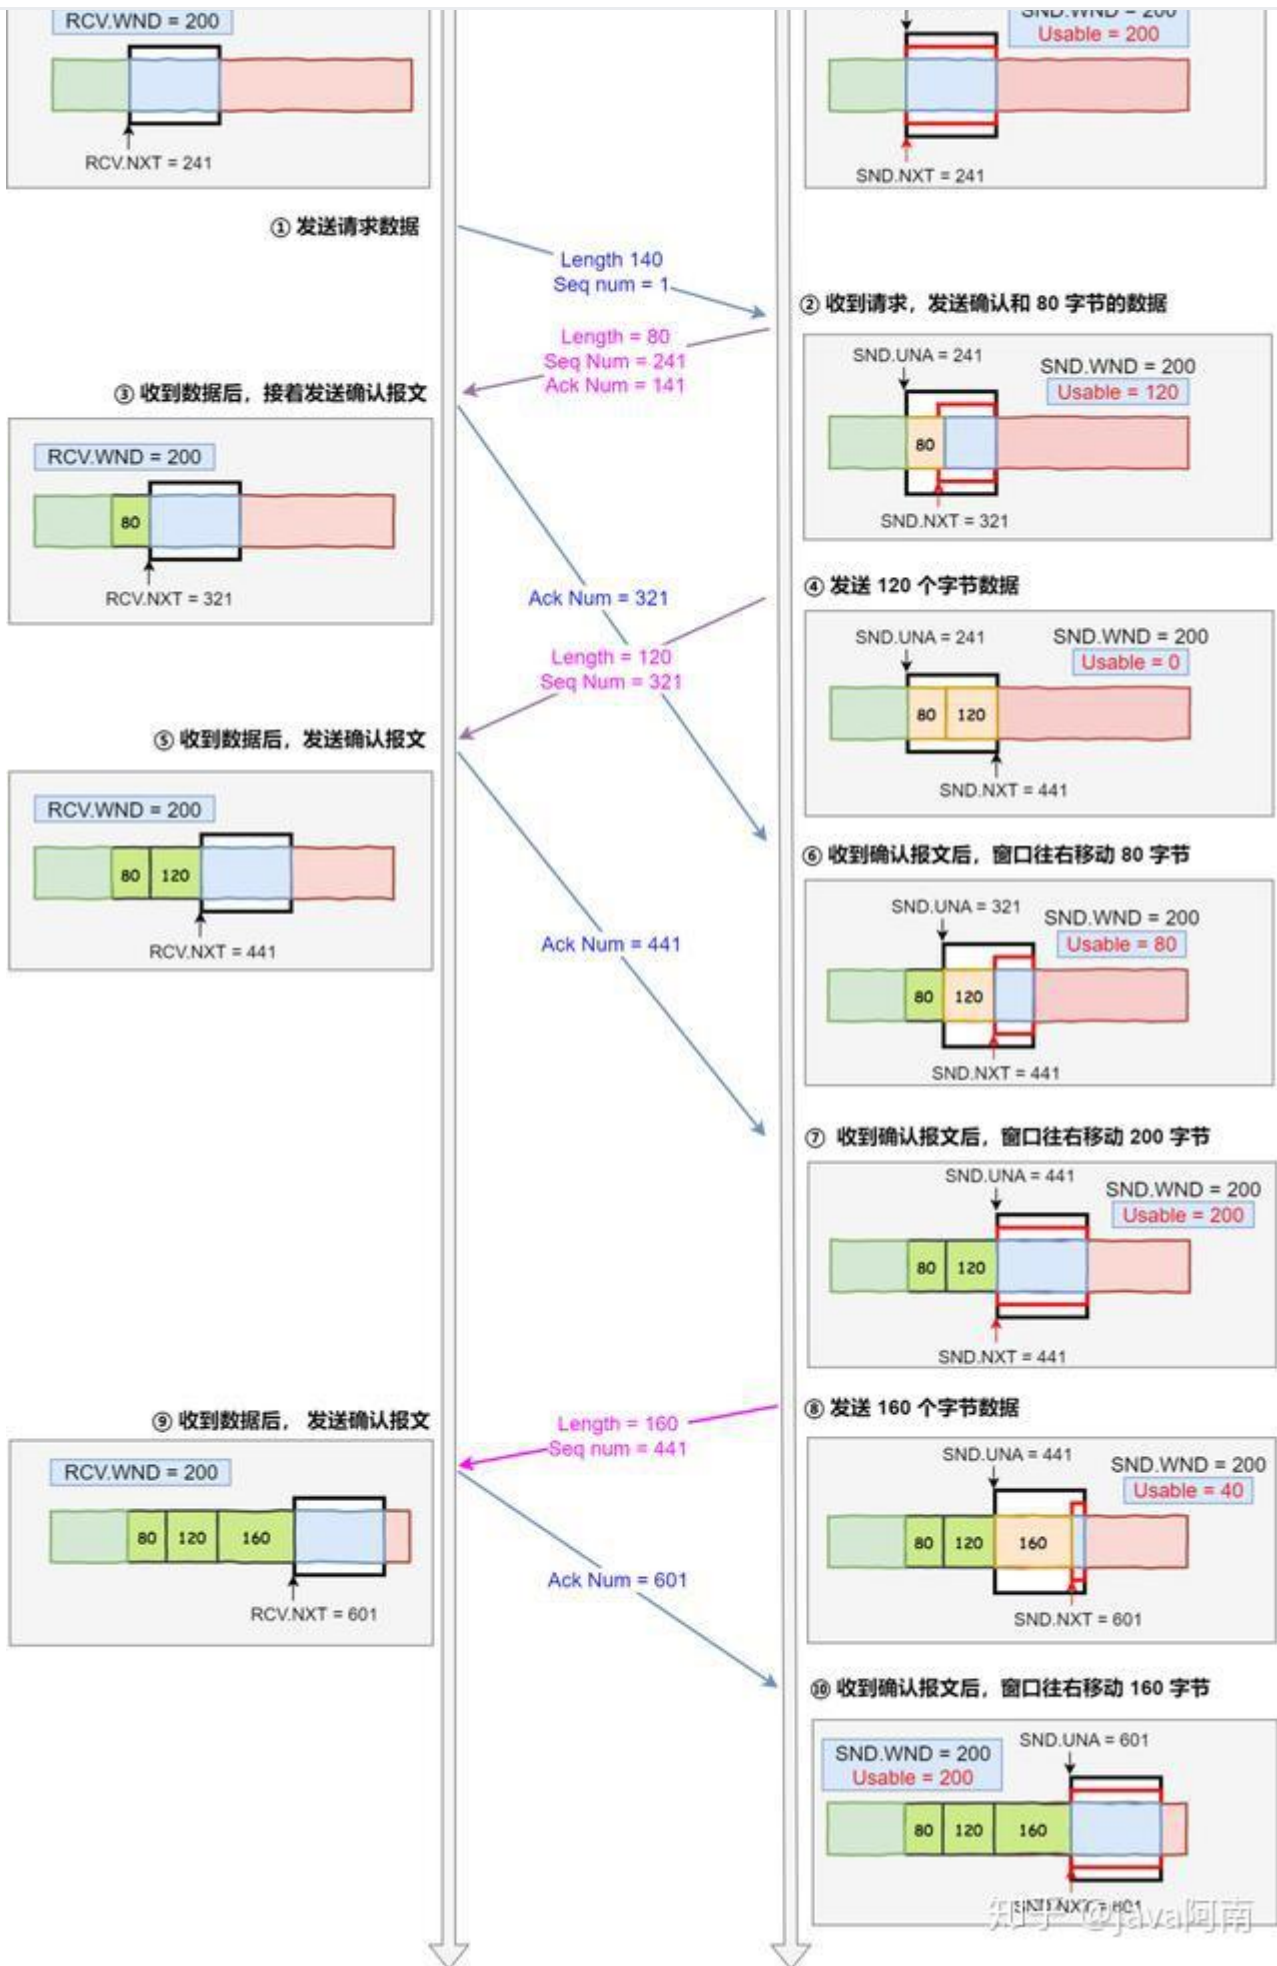 RCV.WND = 200
RCV.NXT = 241
SND.WND = 200
Usable = 200
SND.NXT = 241
① 发送请求数据
Length 140
Seq num = 1
② 收到请求，发送确认和 80 字节的数据
Length = 80
Seq Num = 241
Ack Num = 141
SND.UNA = 241
SND.WND = 200
Usable = 120
80
SND.NXT = 321
③ 收到数据后，接着发送确认报文
RCV.WND = 200
80
RCV.NXT = 321
Ack Num = 321
④ 发送 120 个字节数据
SND.UNA = 241
SND.WND = 200
Usable = 0
80
120
SND.NXT = 441
Length = 120
Seq Num = 321
⑤ 收到数据后，发送确认报文
RCV.WND = 200
80
120
RCV.NXT = 441
Ack Num = 441
⑥ 收到确认报文后，窗口往右移动 80 字节
SND.UNA = 321
SND.WND = 200
Usable = 80
80
120
SND.NXT = 441
⑦ 收到确认报文后，窗口往右移动 200 字节
SND.UNA = 441
SND.WND = 200
Usable = 200
80
120
SND.NXT = 441
⑧ 发送 160 个字节数据
Length = 160
Seq num = 441
SND.UNA = 441
SND.WND = 200
Usable = 40
80
120
160
SND.NXT = 601
⑨ 收到数据后， 发送确认报文
RCV.WND = 200
80
120
160
RCV.NXT = 601
Ack Num = 601
⑩ 收到确认报文后，窗口往右移动 160 字节
SND.WND = 200
Usable = 200
SND.UNA = 601
80
120
160
SND.NXT = 601
知乎 @java阿南